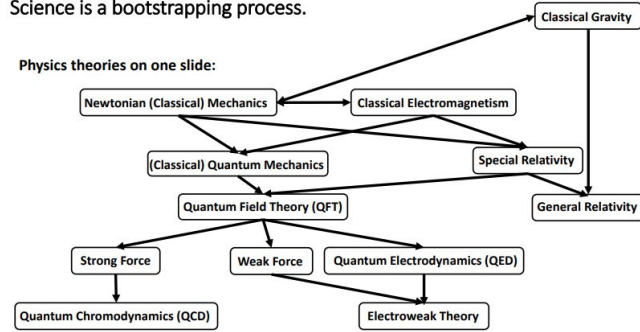 Science is a bootstrapping process.
Classical Gravity
Physics theories on one slide:
Newtonian (Classical) Mechanics
Classical Electromagnetism
(Classical) Quantum Mechanics
Special Relativity
Quantum Field Theory (QFT)
General Relativity
Strong Force
Weak Force
Quantum Electrodynamics (QED)
Quantum Chromodynamics (QCD)
Electroweak Theory